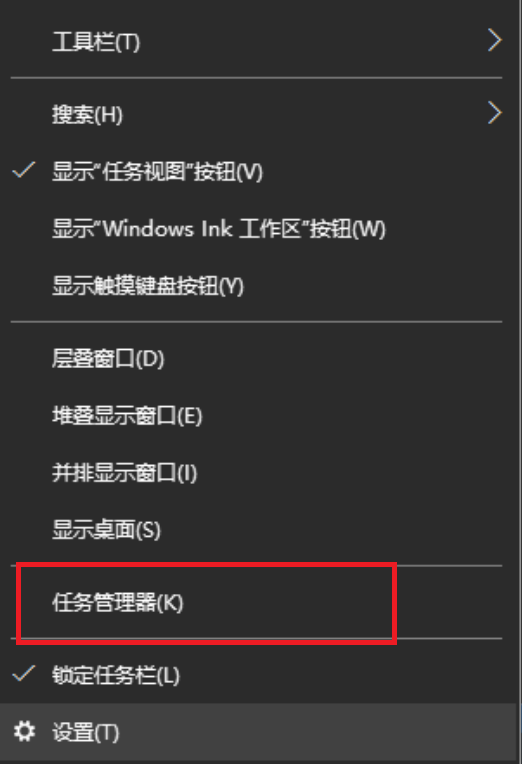 工具栏(T)
搜索(H)
显示“任务视图”按钮(V)
显示“Windows Ink 工作区”按钮(W)
显示触摸键盘按钮(Y)
层叠窗口(D)
堆叠显示窗口(E)
并排显示窗口(I)
显示桌面(S)
任务管理器(K)
锁定任务栏(L)
设置(T)